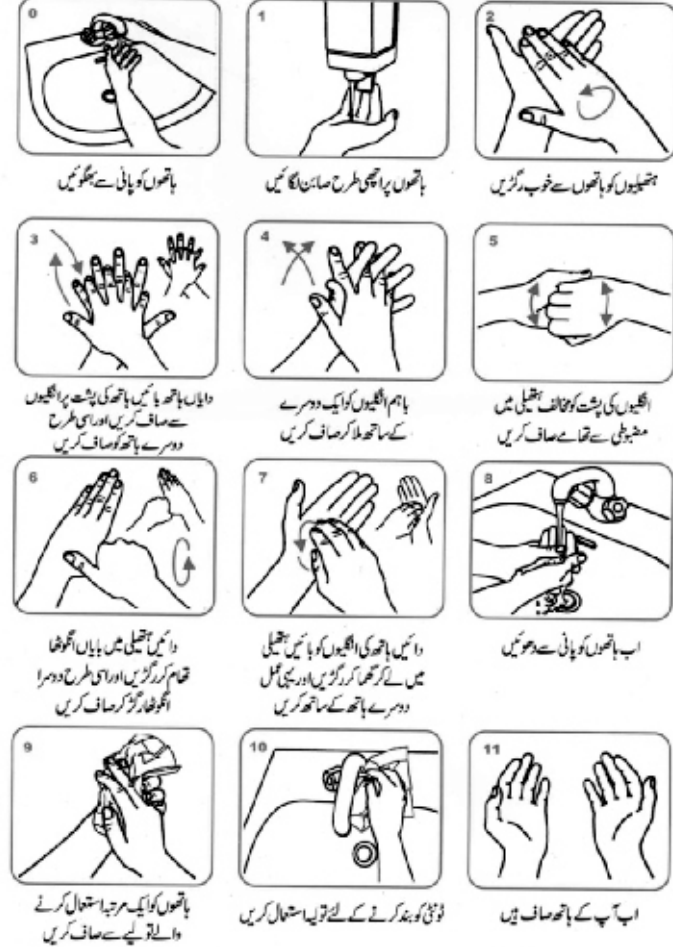 0
ہاتھوں کو پانی سے بھگوئیں
1
ہاتھوں پر اچھی طرح صابن لگائیں
2
ہتھیلیوں کو ہاتھوں سے خوب رگڑیں
3
دایاں ہاتھ بائیں ہاتھ کی پشت پر انگلیوں
سے صاف کریں اور اسی طرح
دوسرے ہاتھ کو صاف کریں
4
باہم انگلیوں کو ایک دوسرے
کے ساتھ ملا کر صاف کریں
5
انگلیوں کی پشت کو مخالف ہتھیلی میں
مضبوطی سے تھامے صاف کریں
6
دائیں ہتھیلی میں بایاں انگوٹھا
تھام کر رگڑیں اور اسی طرح دوسرا
انگوٹھا رگڑ کر صاف کریں
7
دائیں ہاتھ کی انگلیوں کو بائیں ہتھیلی
میں لے کر گھما کر رگڑیں اور یہی عمل
دوسرے ہاتھ کے ساتھ کریں
8
اب ہاتھوں کو پانی سے دھوئیں
9
ہاتھوں کو ایک مرتبہ استعمال کرنے
والے تولیے سے صاف کریں
10
ٹونٹی کو بند کرنے کے لئے تولیہ استعمال کریں
11
اب آپ کے ہاتھ صاف ہیں